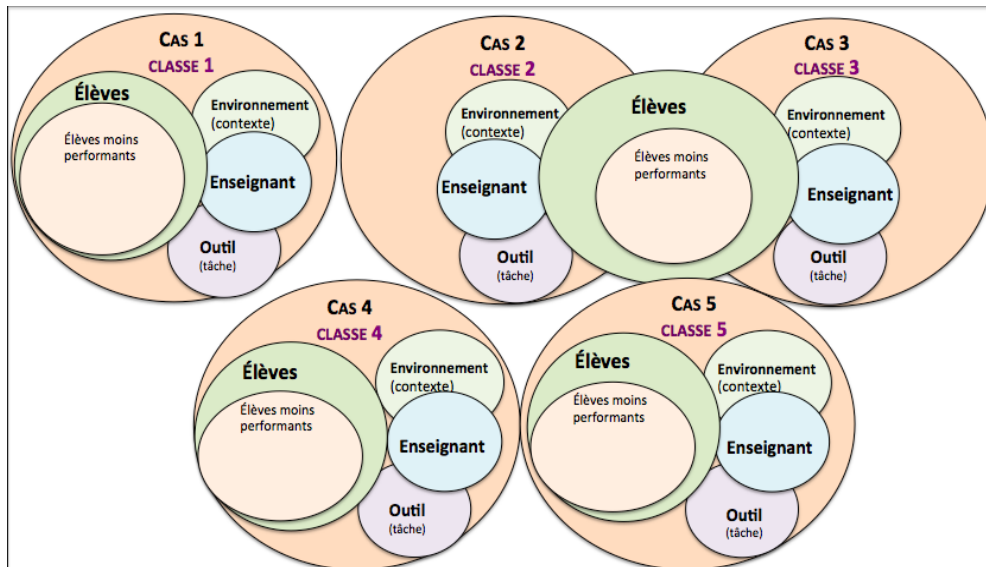 CAS 1
CLASSE 1
Élèves
Élèves moins
performants
Environnement
(contexte)
Enseignant
Outil
(tâche)
CAS 2
CLASSE 2
Environnement
(contexte)
Enseignant
Outil
(tâche)
Élèves
Élèves moins
performants
CAS 3
CLASSE 3
Environnement
(contexte)
Enseignant
Outil
(tâche)
CAS 4
CLASSE 4
Élèves
Élèves moins
performants
Environnement
(contexte)
Enseignant
Outil
(tâche)
CAS 5
CLASSE 5
Élèves
Élèves moins
performants
Environnement
(contexte)
Enseignant
Outil
(tâche)